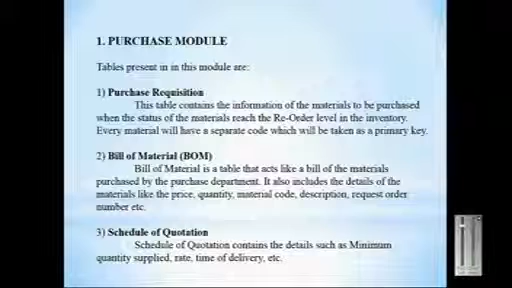 1. PURCHASE MODULE
Tables present in in this module are:
1) Purchase Requisition
This table contains the information of the materials to be purchased
when the status of the materials reach the Re-Order level in the inventory.
Every material will have a separate code which will be taken as a primary key.
2) Bill of Material (BOM)
Bill of Material is a table that acts like a bill of the materials
purchased by the purchase department. It also includes the details of the
materials like the price, quantity, material code, description, request order
number etc.
3) Schedule of Quotation
Schedule of Quotation contains the details such as Minimum
quantity supplied, rate, time of delivery, etc.